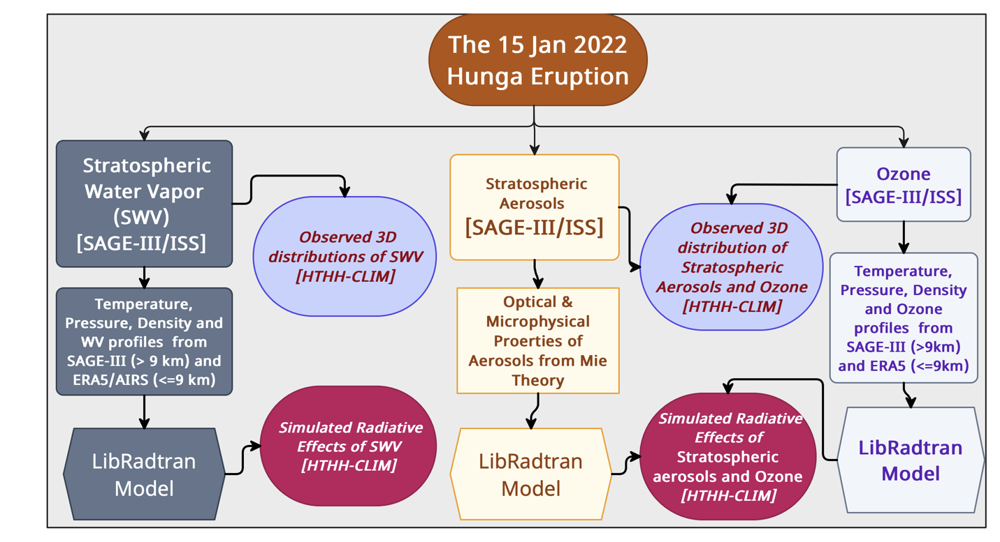 The 15 Jan 2022
Hunga Eruption
Stratospheric
Water Vapor
(SWV)
[SAGE-III/ISS]
Observed 3D
distributions of SWV
[HTHH-CLIM]
Stratospheric
Aerosols
[SAGE-III/ISS]
Observed 3D
distribution of
Stratospheric
Aerosols and Ozone
[HTHH-CLIM]
Ozone
[SAGE-III/ISS]
Temperature,
Pressure, Density and
WV profiles from
SAGE-III (> 9 km) and
ERA5/AIRS (<=9 km)
Optical &
Microphysical
Proerties of
Aerosols from Mie
Theory
Temperature,
Pressure, Density
and Ozone
profiles from
SAGE-III (>9km)
and ERA5 (<=9km)
LibRadtran
Model
Simulated Radiative
Effects of SWV
[HTHH-CLIM]
LibRadtran
Model
Simulated Radiative
Effects of
Stratospheric
aerosols and Ozone
[HTHH-CLIM]
LibRadtran
Model